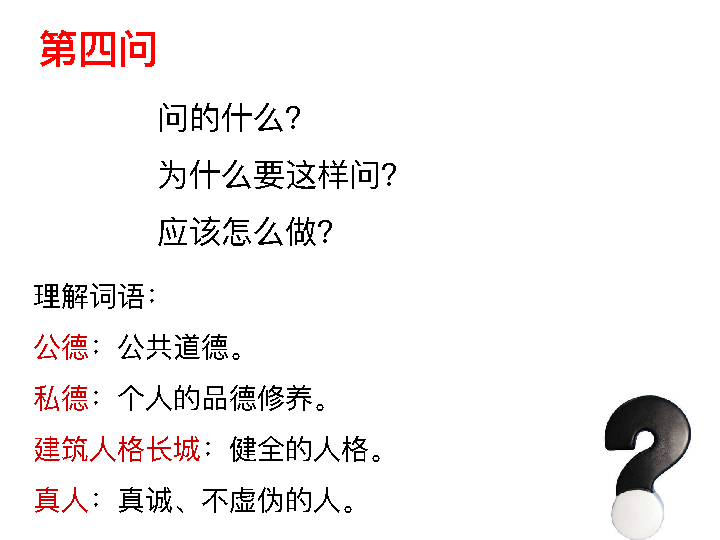 第四问
问的什么?
为什么要这样问?
应该怎么做?
理解词语：
公德：公共道德。
私德：个人的品德修养。
建筑人格长城：健全的人格。
真人：真诚、不虚伪的人。